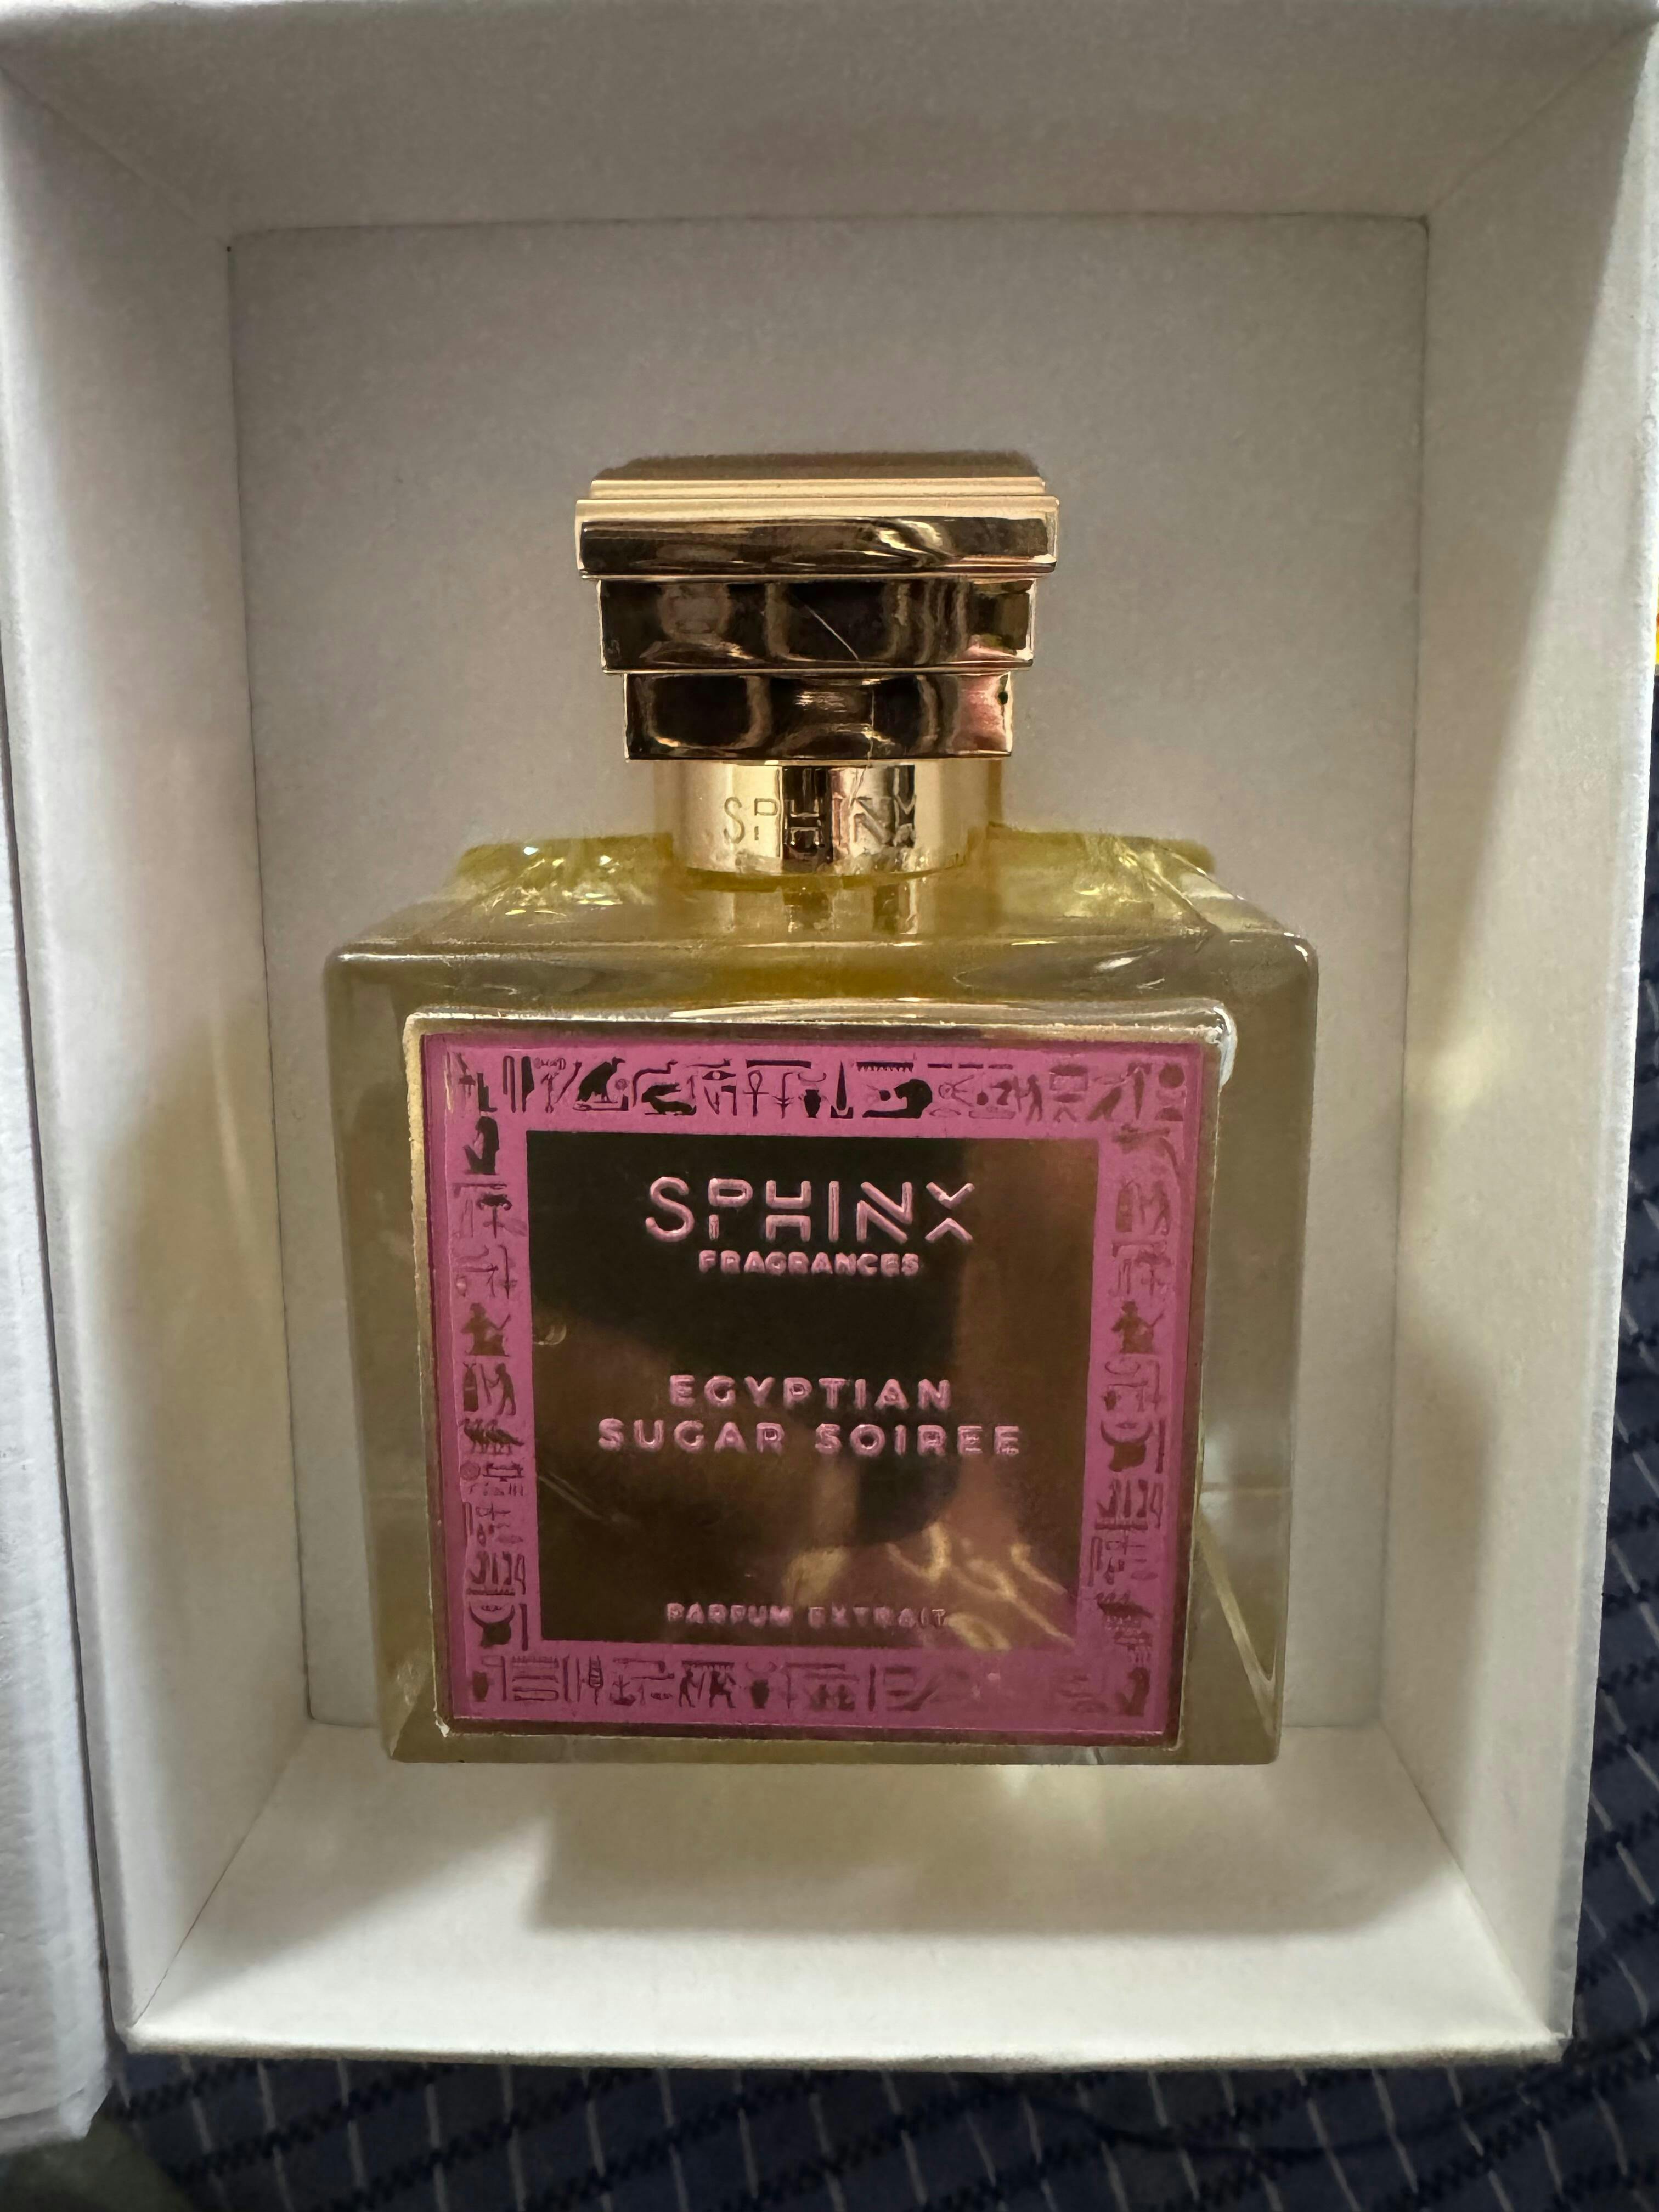 SPHINX
SPHINX
FRAGRANCES
EGYPTIAN
SUGAR SOIREE
PARFUM EXTRAIT